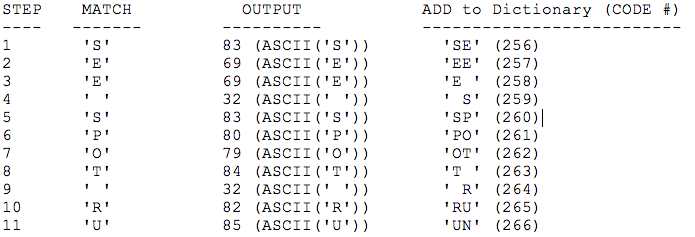 STEP    MATCH            OUTPUT            ADD to Dictionary (CODE #)
----    -------       -----------       --------------------------
1       'S'           83 (ASCII('S'))        'SE' (256)
2       'E'           69 (ASCII('E'))        'EE' (257)
3       'E'           69 (ASCII('E'))        'E ' (258)
4       ' '           32 (ASCII(' '))        ' S' (259)
5       'S'           83 (ASCII('S'))        'SP' (260)
6       'P'           80 (ASCII('P'))        'PO' (261)
7       'O'           79 (ASCII('O'))        'OT' (262)
8       'T'           84 (ASCII('T'))        'T ' (263)
9       ' '           32 (ASCII(' '))        ' R' (264)
10      'R'           82 (ASCII('R'))        'RU' (265)
11      'U'           85 (ASCII('U'))        'UN' (266)